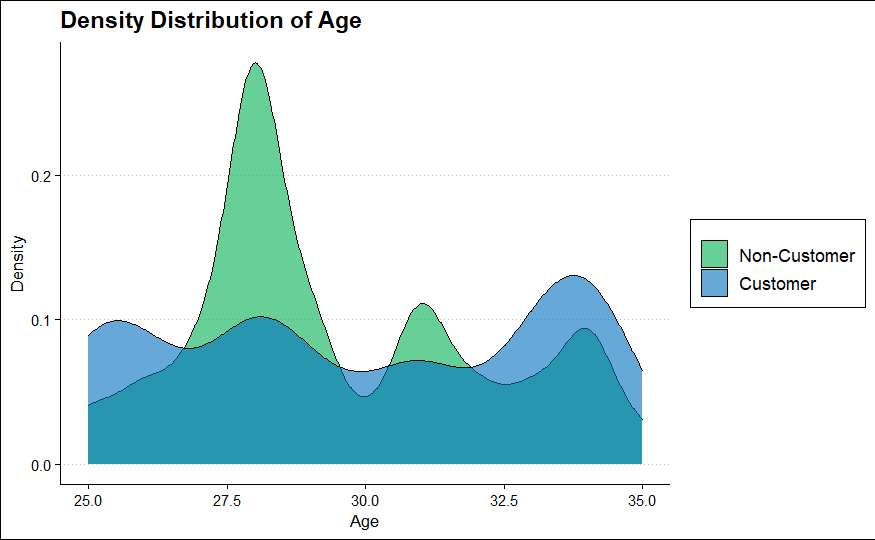 Density Distribution of Age
Density
0.2
0.1
0.0
25.0 27.5 30.0 32.5 35.0
Age
Non-Customer
Customer